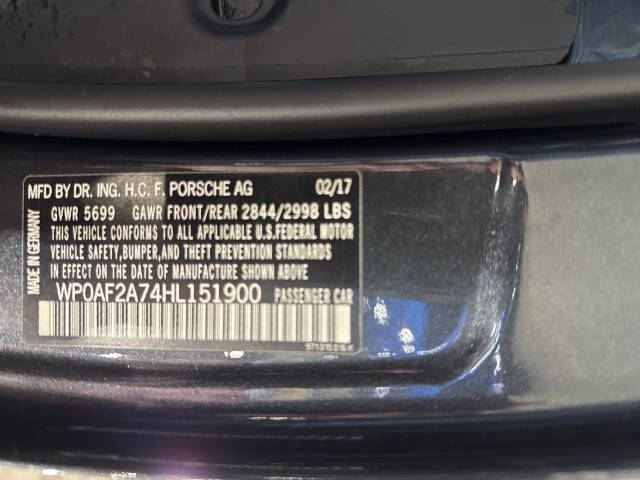 MFD BY DR. ING. H.C. F. PORSCHE AG 02/17
GVWR 5699 GAWR FRONT/REAR 2844/2998 LBS
THIS VEHICLE CONFORMS TO ALL APPLICABLE U.S.FEDERAL MOTOR
VEHICLE SAFETY,BUMPER,AND THEFT PREVENTION STANDARDS
IN EFFECT ON THE DATE OF MANUFACTURE SHOWN ABOVE.
WP0AF2A74HL151900 PASSENGER CAR
MADE IN GERMANY